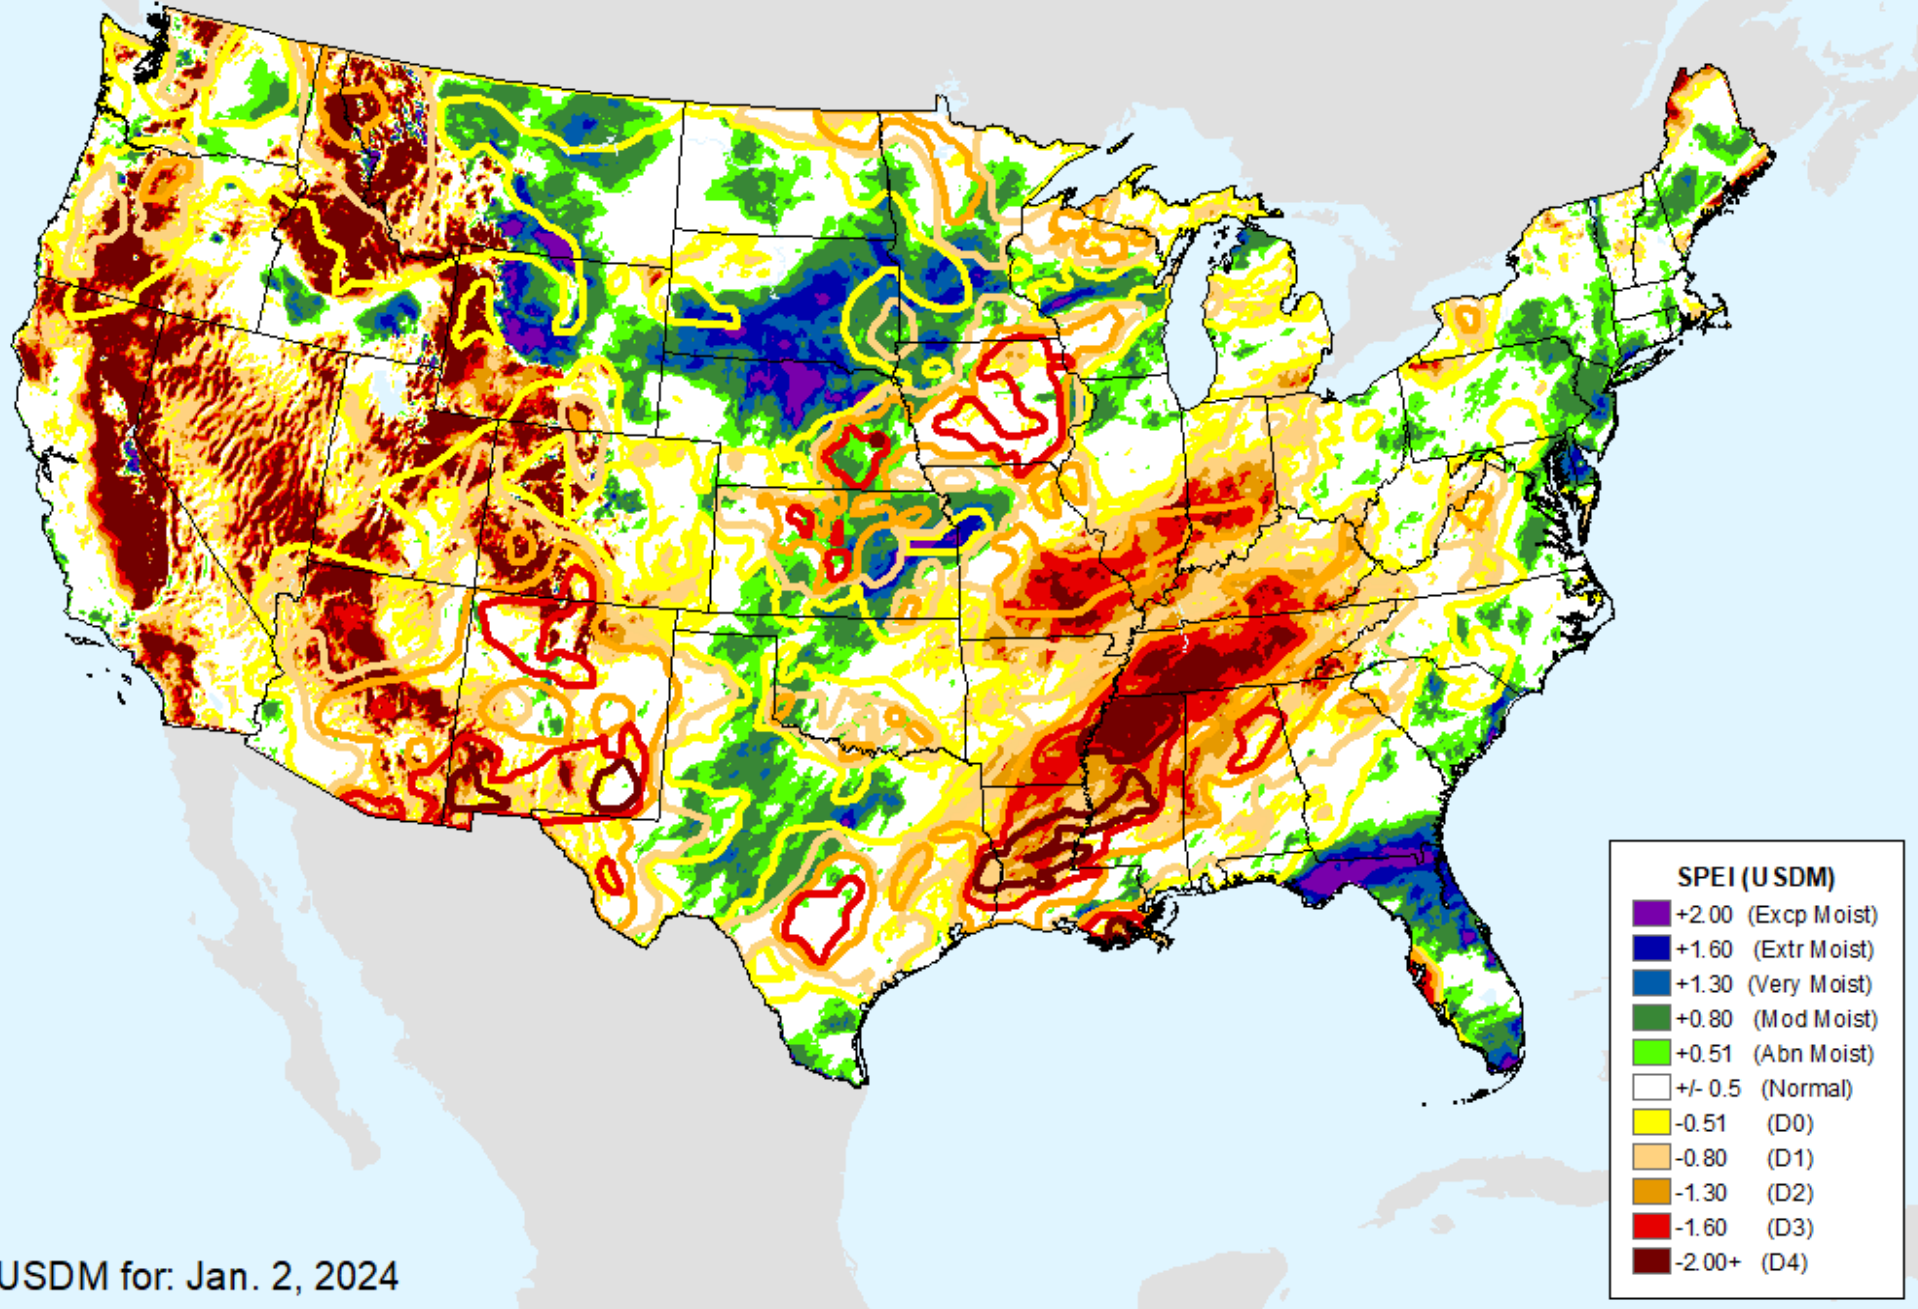 SPEI (USDM)
+2.00 (Excp Moist)
+1.60 (Extr Moist)
+1.30 (Very Moist)
+0.80 (Mod Moist)
+0.51 (Abn Moist)
+/- 0.5 (Normal)
-0.51 (D0)
-0.80 (D1)
-1.30 (D2)
-1.60 (D3)
-2.00+ (D4)
USDM for: Jan. 2, 2024